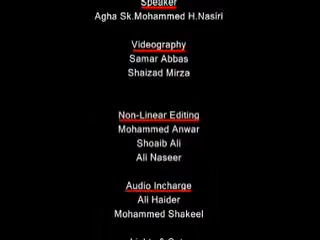 Speaker
Agha Sk.Mohammed H.Nasiri
Videography
Samar Abbas
Shaizad Mirza
Non-Linear Editing
Mohammed Anwar
Shoaib Ali
Ali Naseer
Audio Incharge
Ali Haider
Mohammed Shakeel